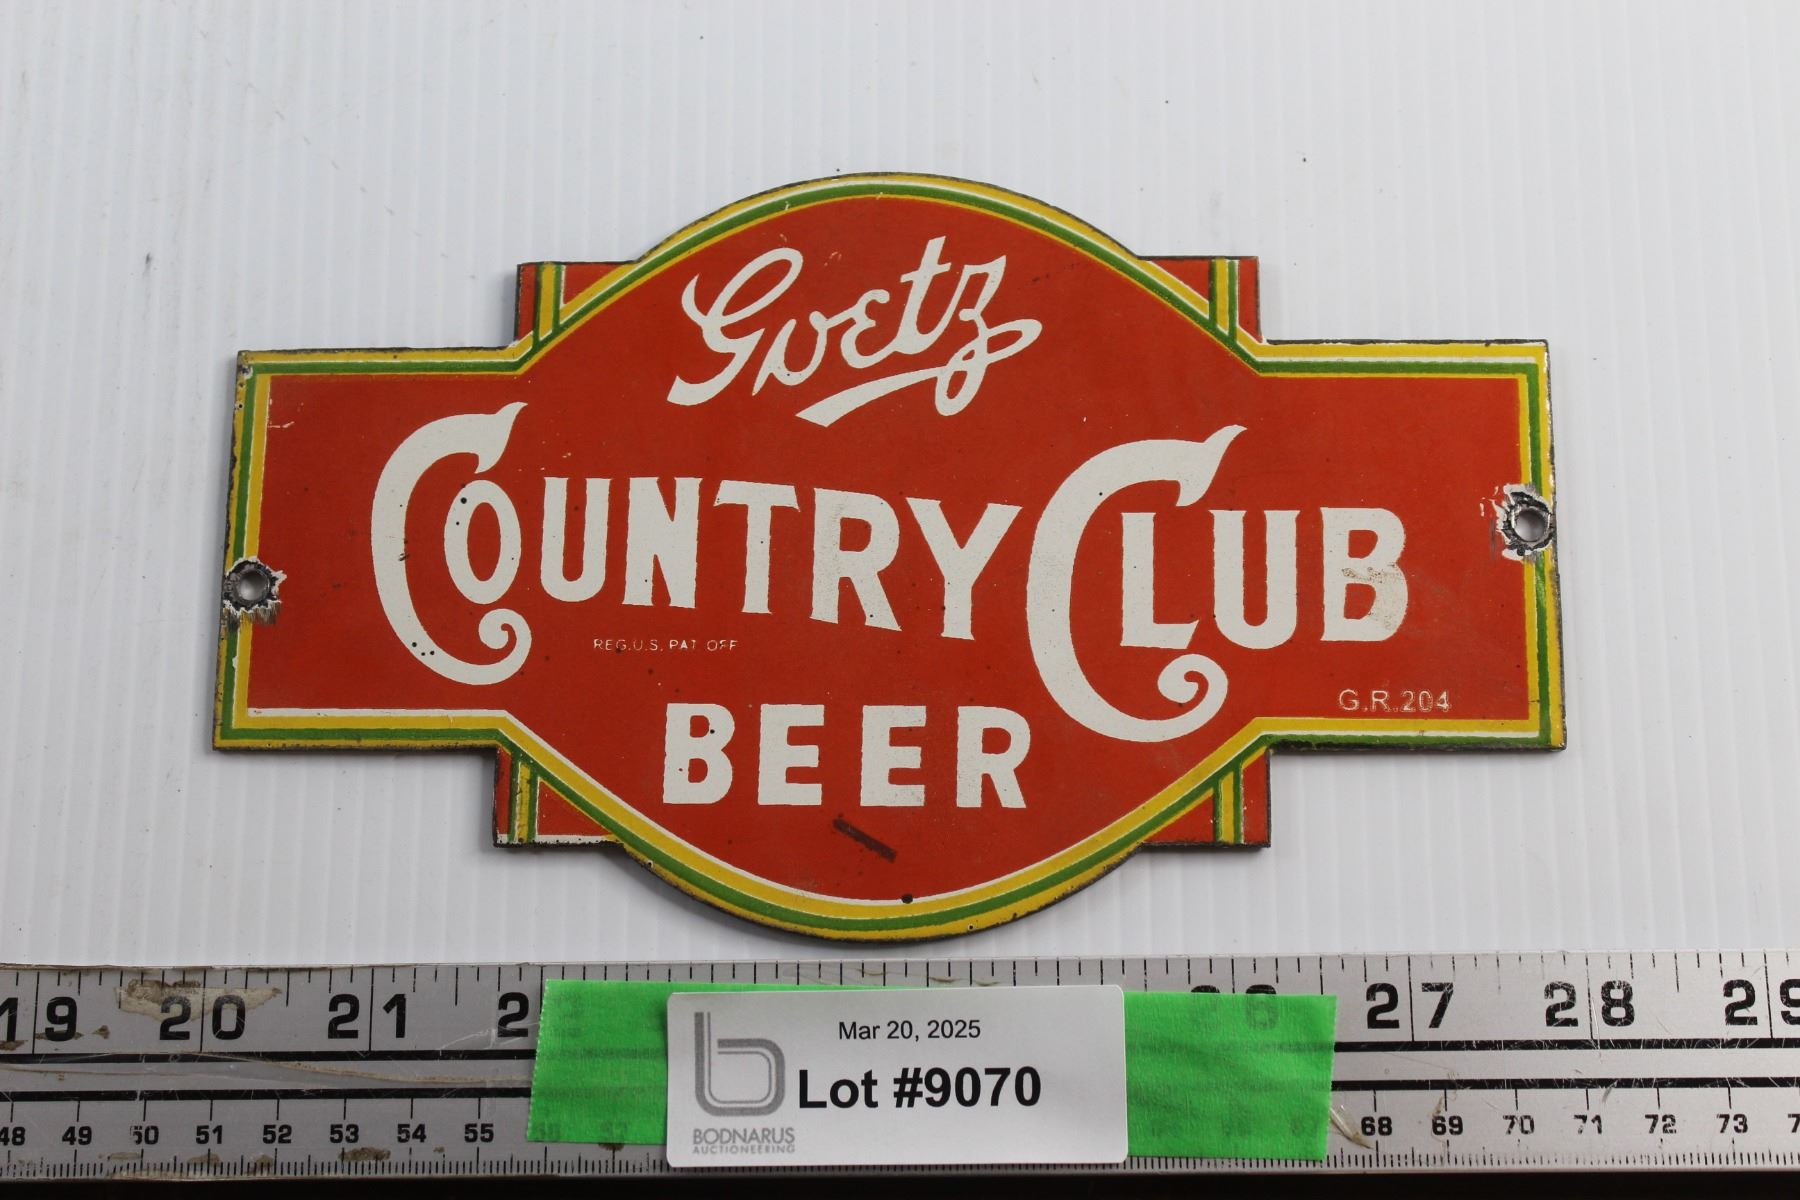 Goetz
COUNTRY CLUB
REG.U.S. PAT OFF
BEER
G.R.204
19 20 21 2 26 27 28 29
Mar 20, 2025
Lot #9070
BODNARUS
AUCTIONEERING
48 49 50 51 52 53 54 55 68 69 70 71 72 73